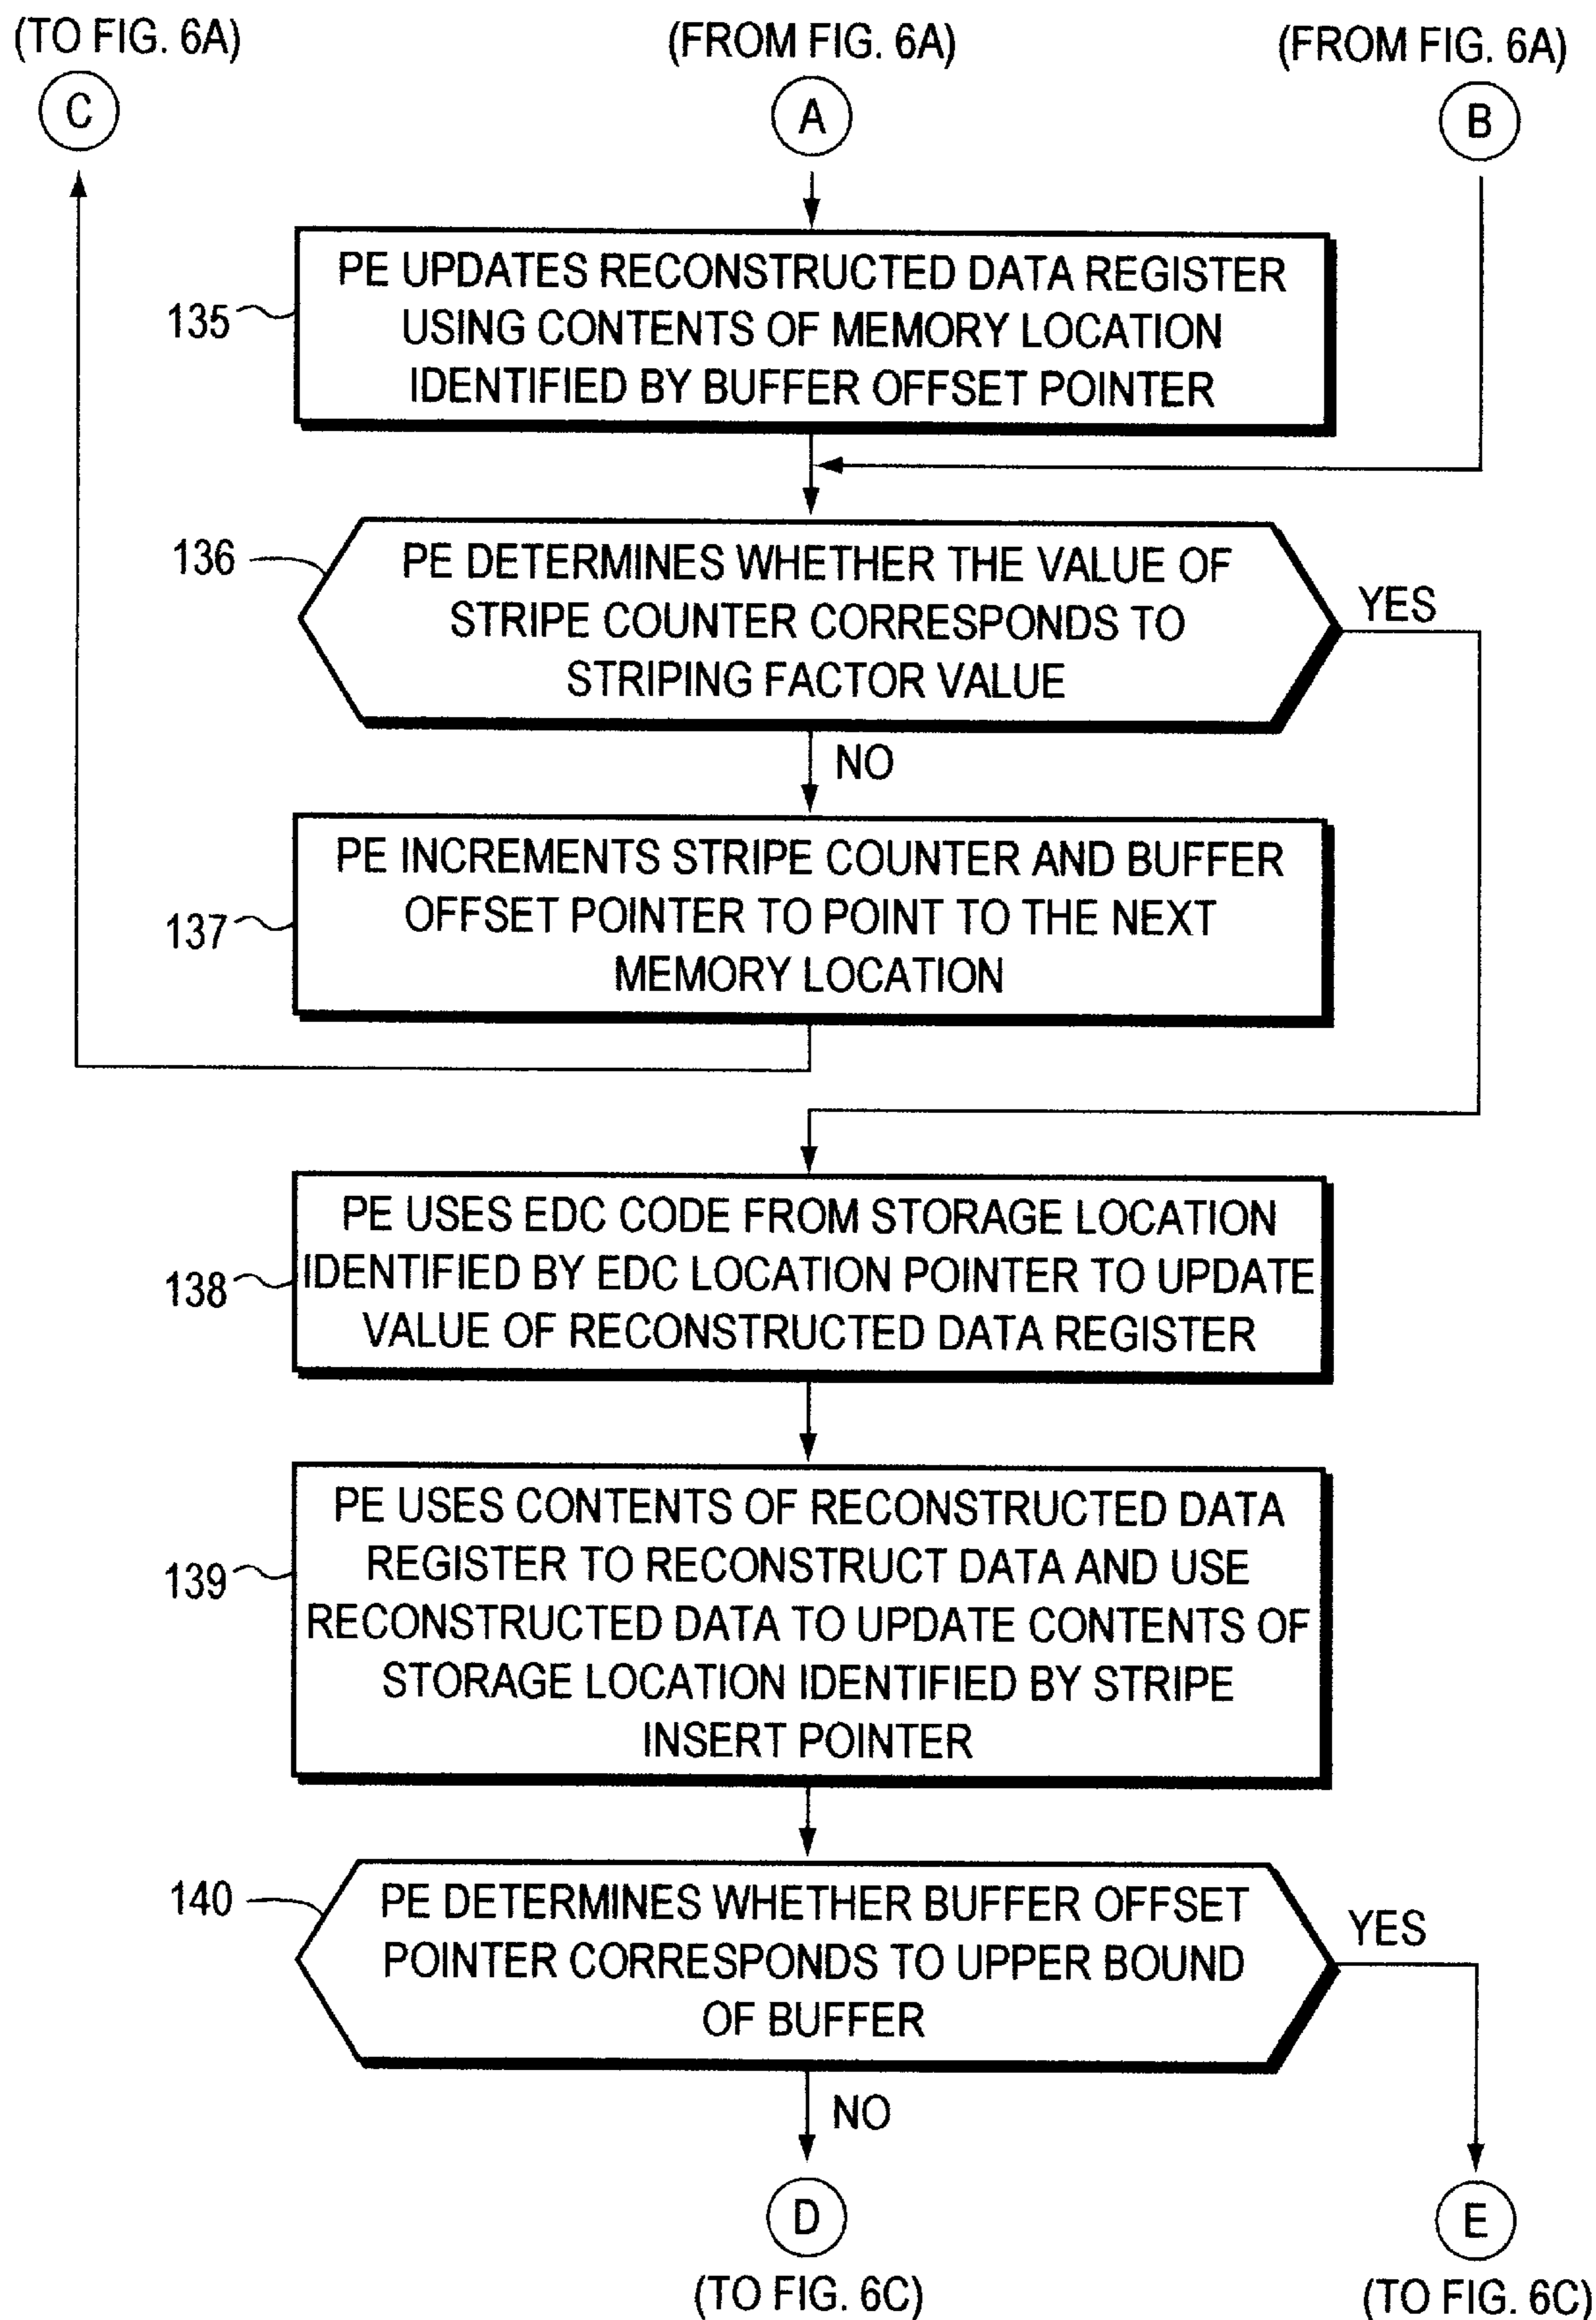 (TO FIG. 6A)
(FROM FIG. 6A)
(FROM FIG. 6A)
C
A
B
PE UPDATES RECONSTRUCTED DATA REGISTER
USING CONTENTS OF MEMORY LOCATION
IDENTIFIED BY BUFFER OFFSET POINTER
135
136
PE DETERMINES WHETHER THE VALUE OF
STRIPE COUNTER CORRESPONDS TO
STRIPING FACTOR VALUE
YES
NO
PE INCREMENTS STRIPE COUNTER AND BUFFER
OFFSET POINTER TO POINT TO THE NEXT
MEMORY LOCATION
137
PE USES EDC CODE FROM STORAGE LOCATION
IDENTIFIED BY EDC LOCATION POINTER TO UPDATE
VALUE OF RECONSTRUCTED DATA REGISTER
138
PE USES CONTENTS OF RECONSTRUCTED DATA
REGISTER TO RECONSTRUCT DATA AND USE
RECONSTRUCTED DATA TO UPDATE CONTENTS OF
STORAGE LOCATION IDENTIFIED BY STRIPE
INSERT POINTER
139
140
PE DETERMINES WHETHER BUFFER OFFSET
POINTER CORRESPONDS TO UPPER BOUND
OF BUFFER
YES
NO
D
E
(TO FIG. 6C)
(TO FIG. 6C)